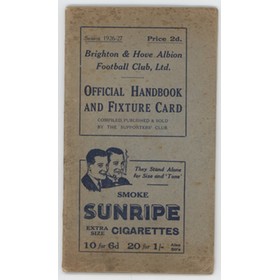 Season 1926-27 Price 2d.
Brighton & Hove Albion
Football Club, Ltd.
OFFICIAL HANDBOOK
AND FIXTURE CARD
COMPILED PUBLISHED & SOLD
BY THE SUPPORTERS' CLUB
They Stand Alone
for Size and "Tone"
SMOKE
SUNRIPE
EXTRA
SIZE
CIGARETTES
10 for 6d 20 for 1/-